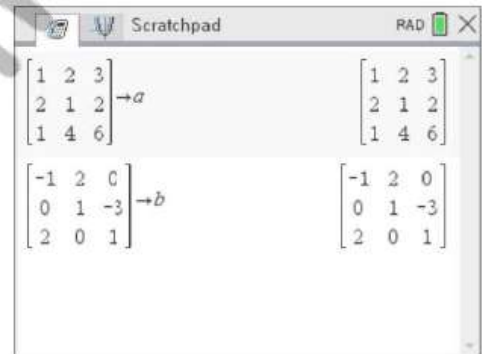 Scratchpad RAD
1 2 3 1 2 3
2 1 2 →a 2 1 2
1 4 6 1 4 6
-1 2 0 -1 2 0
0 1 -3 →b 0 1 -3
2 0 1 2 0 1